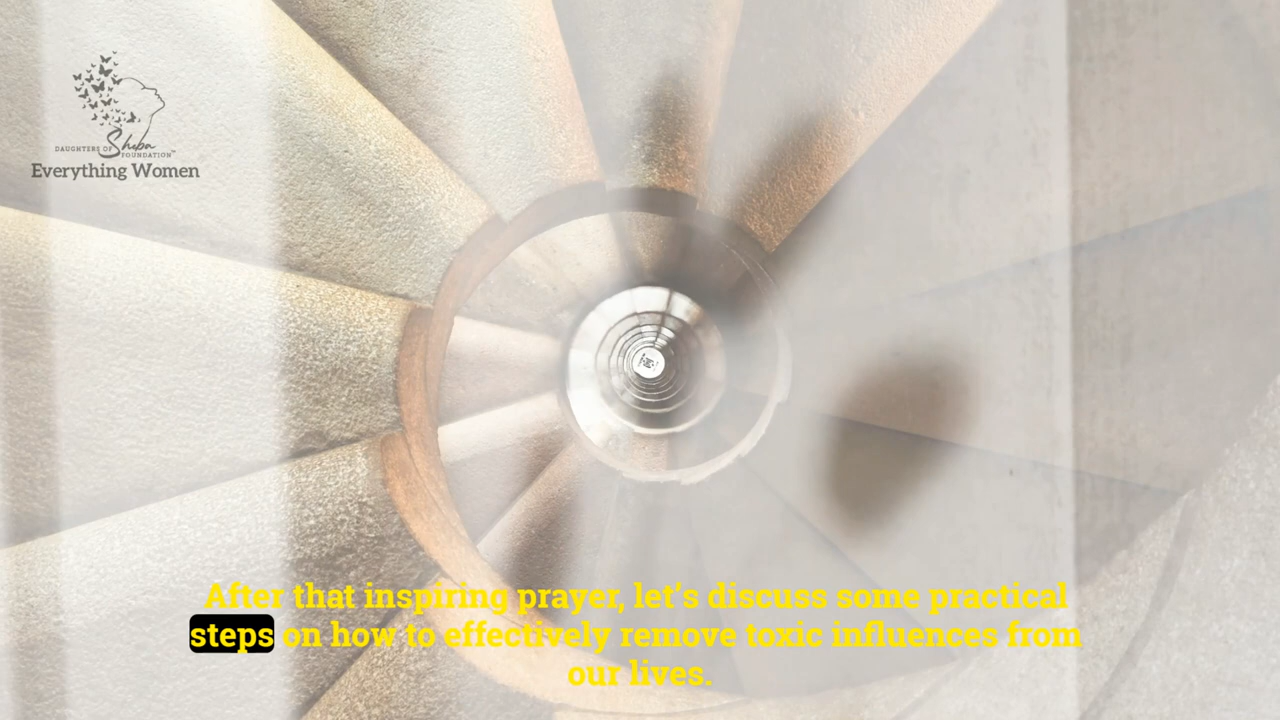 DAUGHTERS OF Sheba
FOUNDATION™
Everything Women
After that inspiring prayer, let's discuss some practical
steps on how to effectively remove toxic influences from
our lives.